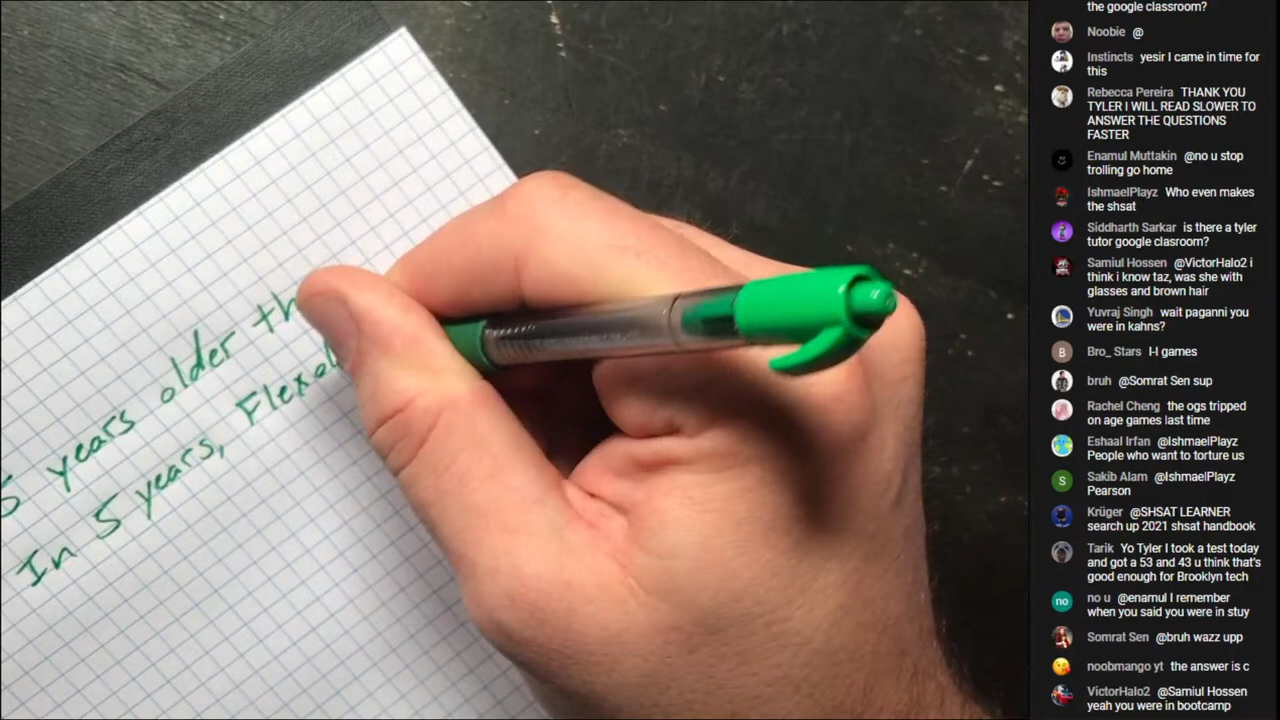 5 years older th
In 5 years, Flexo
the google classroom?
Noobie @
Instincts yesir I came in time for
this
Rebecca Pereira THANK YOU
TYLER I WILL READ SLOWER TO
ANSWER THE QUESTIONS
FASTER
Enamul Muttakin @no u stop
trolling go home
IshmaelPlayz Who even makes
the shsat
Siddharth Sarkar is there a tyler
tutor google clasroom?
Samiul Hossen @VictorHalo2 i
think i know taz, was she with
glasses and brown hair
Yuvraj Singh wait paganni you
were in kahns?
B
Bro_ Stars I-I games
bruh @Somrat Sen sup
Rachel Cheng the ogs tripped
on age games last time
Eshaal Irfan @IshmaelPlayz
People who want to torture us
S
Sakib Alam @IshmaelPlayz
Pearson
Krüger @SHSAT LEARNER
search up 2021 shsat handbook
Tarik Yo Tyler I took a test today
and got a 53 and 43 u think that's
good enough for Brooklyn tech
no
no u @enamul I remember
when you said you were in stuy
Somrat Sen @bruh wazz upp
noobmango yt the answer is c
VictorHalo2 @Samiul Hossen
yeah you were in bootcamp